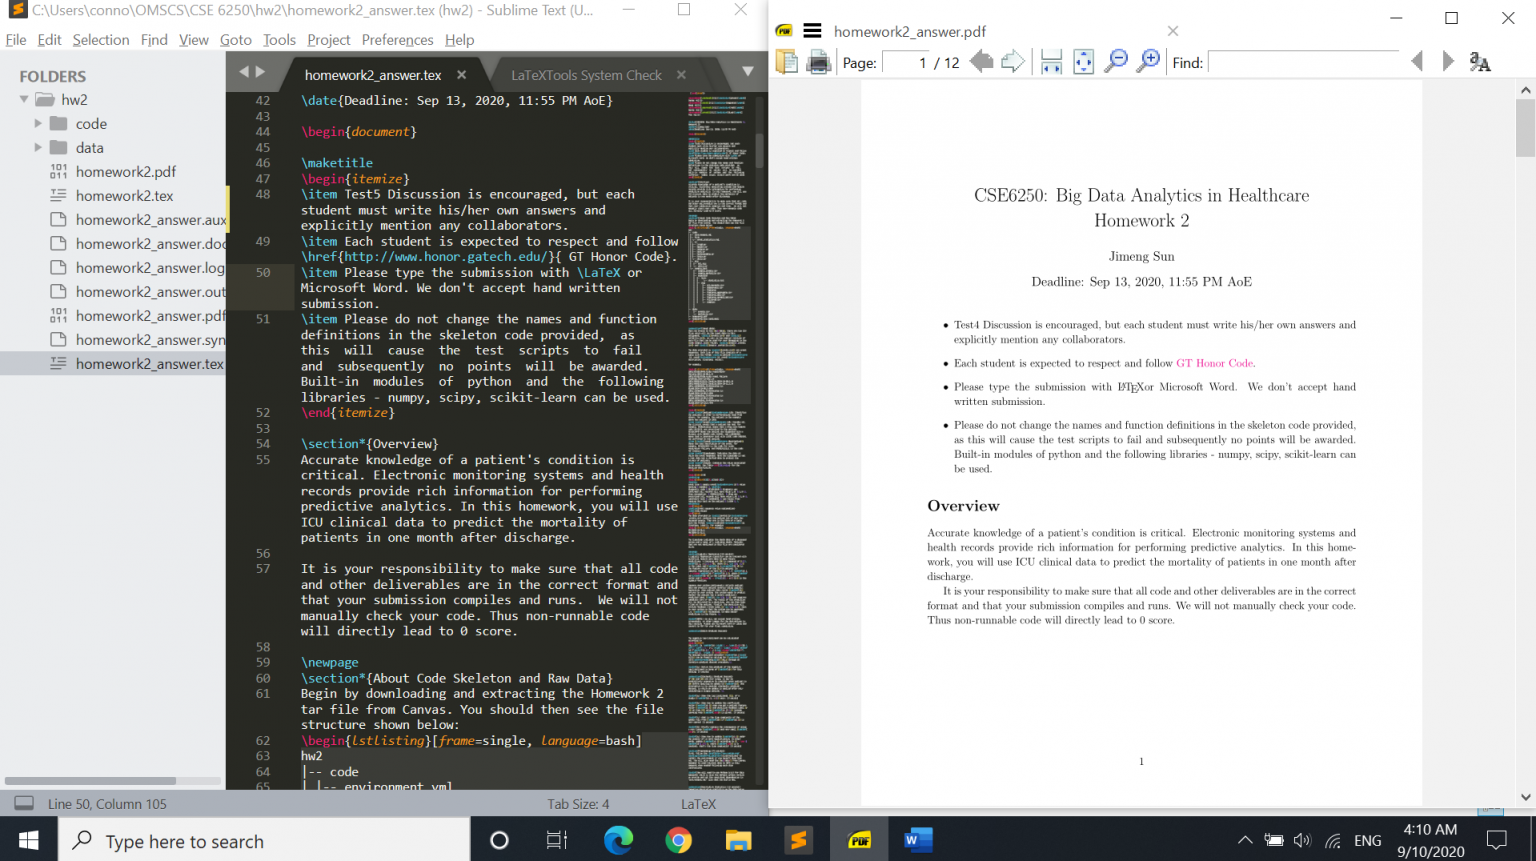 C:\Users\conno\OMSCS\CSE 6250\hw2\homework2_answer.tex (hw2) - Sublime Text (U...
File Edit Selection Find View Goto Tools Project Preferences Help
FOLDERS
hw2
code
data
homework2.pdf
homework2.tex
homework2_answer.aux
homework2_answer.doc
homework2_answer.log
homework2_answer.out
homework2_answer.pdf
homework2_answer.syn
homework2_answer.tex
homework2_answer.tex LaTeXTools System Check
42 \date{Deadline: Sep 13, 2020, 11:55 PM AoE}
43
44 \begin{document}
45
46 \maketitle
47 \begin{itemize}
48 \item Test5 Discussion is encouraged, but each
student must write his/her own answers and
explicitly mention any collaborators.
49 \item Each student is expected to respect and follow
\href{http://www.honor.gatech.edu/}{ GT Honor Code}.
50 \item Please type the submission with \LaTeX or
Microsoft Word. We don't accept hand written
submission.
51 \item Please do not change the names and function
definitions in the skeleton code provided, as
this will cause the test scripts to fail
and subsequently no points will be awarded.
Built-in modules of python and the following
libraries - numpy, scipy, scikit-learn can be used.
52 \end{itemize}
53
54 \section*{Overview}
55 Accurate knowledge of a patient's condition is
critical. Electronic monitoring systems and health
records provide rich information for performing
predictive analytics. In this homework, you will use
ICU clinical data to predict the mortality of
patients in one month after discharge.
56
57 It is your responsibility to make sure that all code
and other deliverables are in the correct format and
that your submission compiles and runs. We will not
manually check your code. Thus non-runnable code
will directly lead to 0 score.
58
59 \newpage
60 \section*{About Code Skeleton and Raw Data}
61 Begin by downloading and extracting the Homework 2
tar file from Canvas. You should then see the file
structure shown below:
62 \begin{lstlisting}[frame=single, language=bash]
63 hw2
64 |-- code
65 | |-- environment.yml
Line 50, Column 105 Tab Size: 4 LaTeX
PDF homework2_answer.pdf
Page: 1 / 12 Find:
CSE6250: Big Data Analytics in Healthcare
Homework 2
Jimeng Sun
Deadline: Sep 13, 2020, 11:55 PM AoE
• Test4 Discussion is encouraged, but each student must write his/her own answers and
explicitly mention any collaborators.
• Each student is expected to respect and follow GT Honor Code.
• Please type the submission with LATEXor Microsoft Word. We don't accept hand
written submission.
• Please do not change the names and function definitions in the skeleton code provided,
as this will cause the test scripts to fail and subsequently no points will be awarded.
Built-in modules of python and the following libraries - numpy, scipy, scikit-learn can
be used.
Overview
Accurate knowledge of a patient's condition is critical. Electronic monitoring systems and
health records provide rich information for performing predictive analytics. In this home-
work, you will use ICU clinical data to predict the mortality of patients in one month after
discharge.
It is your responsibility to make sure that all code and other deliverables are in the correct
format and that your submission compiles and runs. We will not manually check your code.
Thus non-runnable code will directly lead to 0 score.
1
Type here to search
PDF
ENG
4:10 AM
9/10/2020